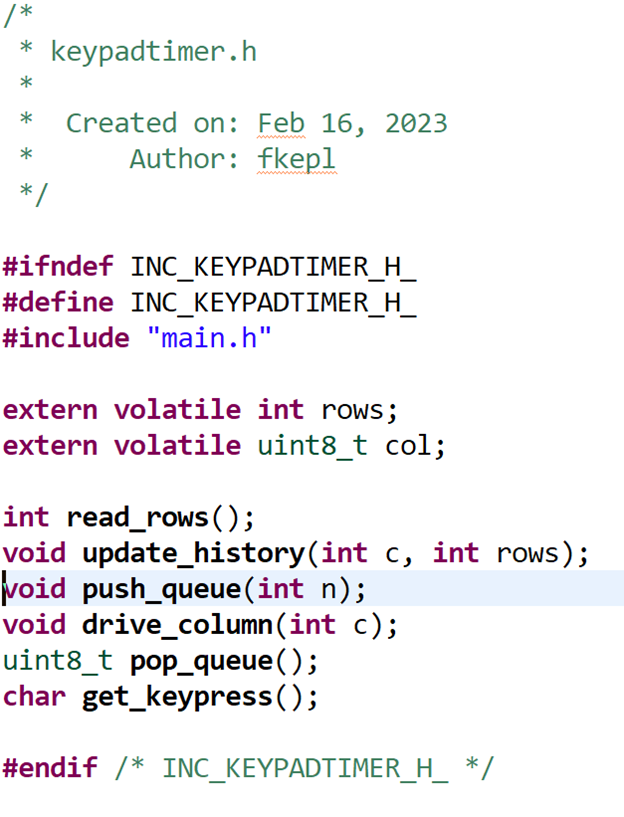 /*
 * keypadtimer.h
 *
 *  Created on: Feb 16, 2023
 *      Author: fkepl
 */

#ifndef INC_KEYPADTIMER_H_
#define INC_KEYPADTIMER_H_
#include "main.h"

extern volatile int rows;
extern volatile uint8_t col;

int read_rows();
void update_history(int c, int rows);
void push_queue(int n);
void drive_column(int c);
uint8_t pop_queue();
char get_keypress();

#endif /* INC_KEYPADTIMER_H_ */